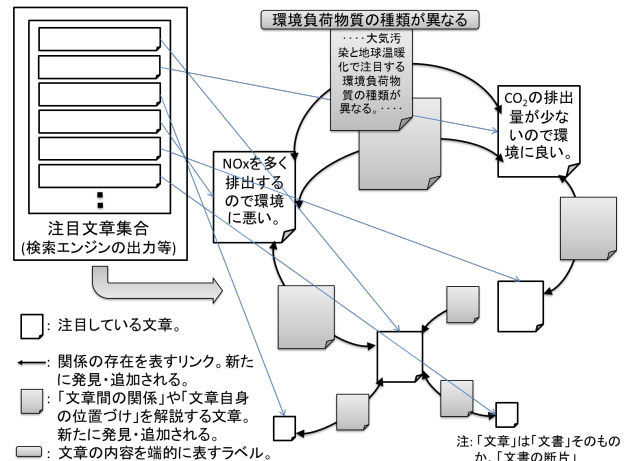 環境負荷物質の種類が異なる
‥‥大気汚
染と地球温暖
化で注目する
環境負荷物
質の種類が
異なる。‥‥
CO₂の排出
量が少な
いので環
境に良い。
NOxを多く
排出する
ので環境
に悪い。
注目文章集合
(検索エンジンの出力等)
: 注目している文章。
: 関係の存在を表すリンク。新た
に発見・追加される。
: 「文章間の関係」や「文章自身
の位置づけ」を解説する文章。
新たに発見・追加される。
: 文章の内容を端的に表すラベル。
注: 「文章」は「文書」そのもの
か、「文書の断片」